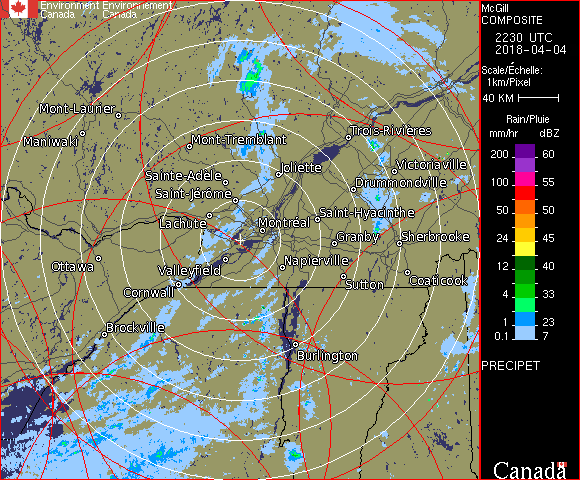 Environment Environnement
Canada Canada
Mont-Laurier
Maniwaki
Mont-Tremblant
Trois-Rivières
Sainte-Adèle
Joliette
Victoriaville
Saint-Jérôme
Drummondville
Lachute
Montréal
Saint-Hyacinthe
Granby
Sherbrooke
Ottawa
Valleyfield
Napierville
Cornwall
Sutton
Coaticook
Brockville
Burlington
McGill
COMPOSITE
2230 UTC
2018-04-04
Scale/Échelle:
1km/Pixel
40 KM
Rain/Pluie
mm/hr dBZ
200 60
100 55
50 50
24 45
12 40
4 33
1 23
0.1 7
PRECIPET
Canada